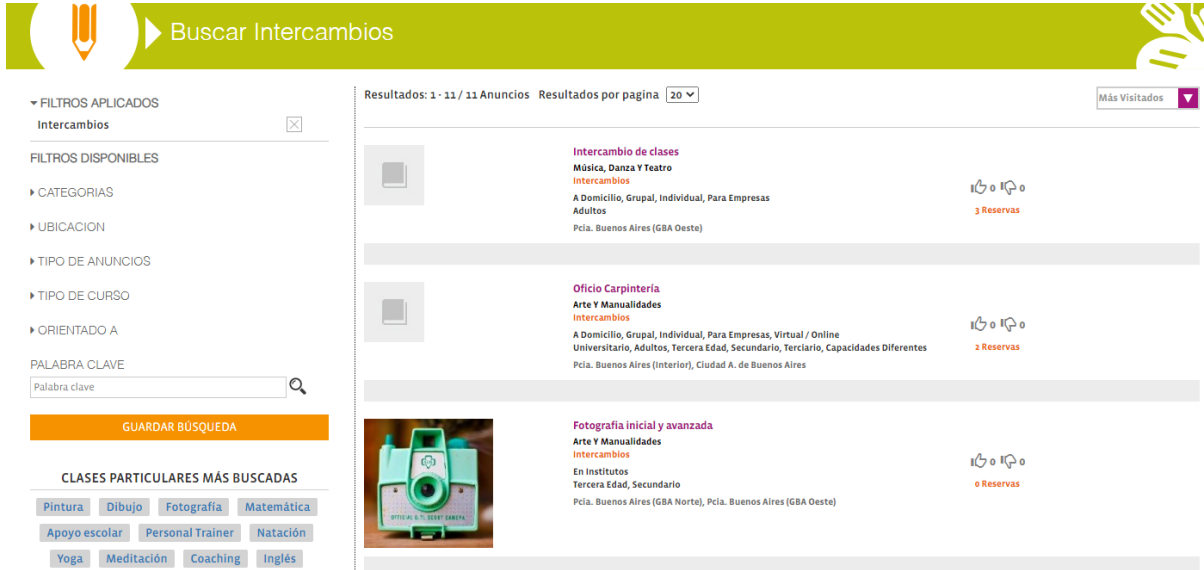 Buscar Intercambios
FILTROS APLICADOS
Intercambios
FILTROS DISPONIBLES
CATEGORIAS
UBICACION
TIPO DE ANUNCIOS
TIPO DE CURSO
ORIENTADO A
PALABRA CLAVE
Palabra clave
GUARDAR BÚSQUEDA
CLASES PARTICULARES MÁS BUSCADAS
Pintura Dibujo Fotografía Matemática
Apoyo escolar Personal Trainer Natación
Yoga Meditación Coaching Inglés
Resultados: 1 - 11 / 11 Anuncios Resultados por pagina 20
Más Visitados
Intercambio de clases
Música, Danza Y Teatro
Intercambios
A Domicilio, Grupal, Individual, Para Empresas
Adultos
Pcia. Buenos Aires (GBA Oeste)
0 0
3 Reservas
Oficio Carpintería
Arte Y Manualidades
Intercambios
A Domicilio, Grupal, Individual, Para Empresas, Virtual / Online
Universitario, Adultos, Tercera Edad, Secundario, Terciario, Capacidades Diferentes
Pcia. Buenos Aires (Interior), Ciudad A. de Buenos Aires
0 0
2 Reservas
Fotografia inicial y avanzada
Arte Y Manualidades
Intercambios
En Institutos
Tercera Edad, Secundario
Pcia. Buenos Aires (GBA Norte), Pcia. Buenos Aires (GBA Oeste)
0 0
0 Reservas